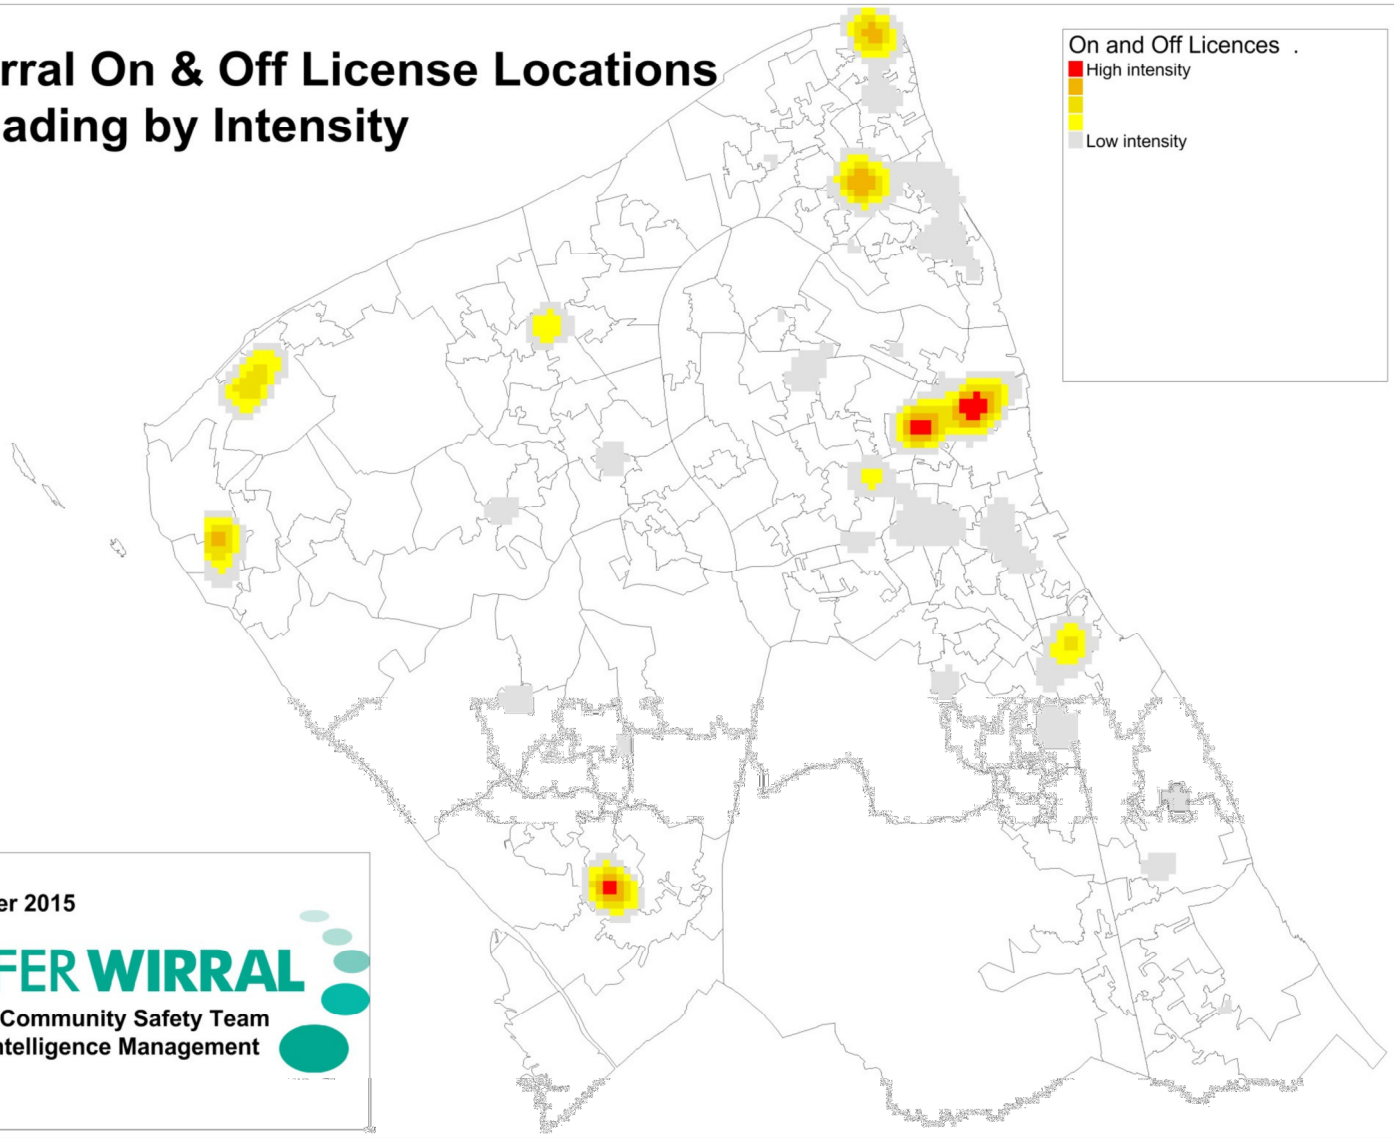 rral On & Off License Locations
ading by Intensity
On and Off Licences .
High intensity
Low intensity
er 2015
FER WIRRAL
Community Safety Team
ntelligence Management